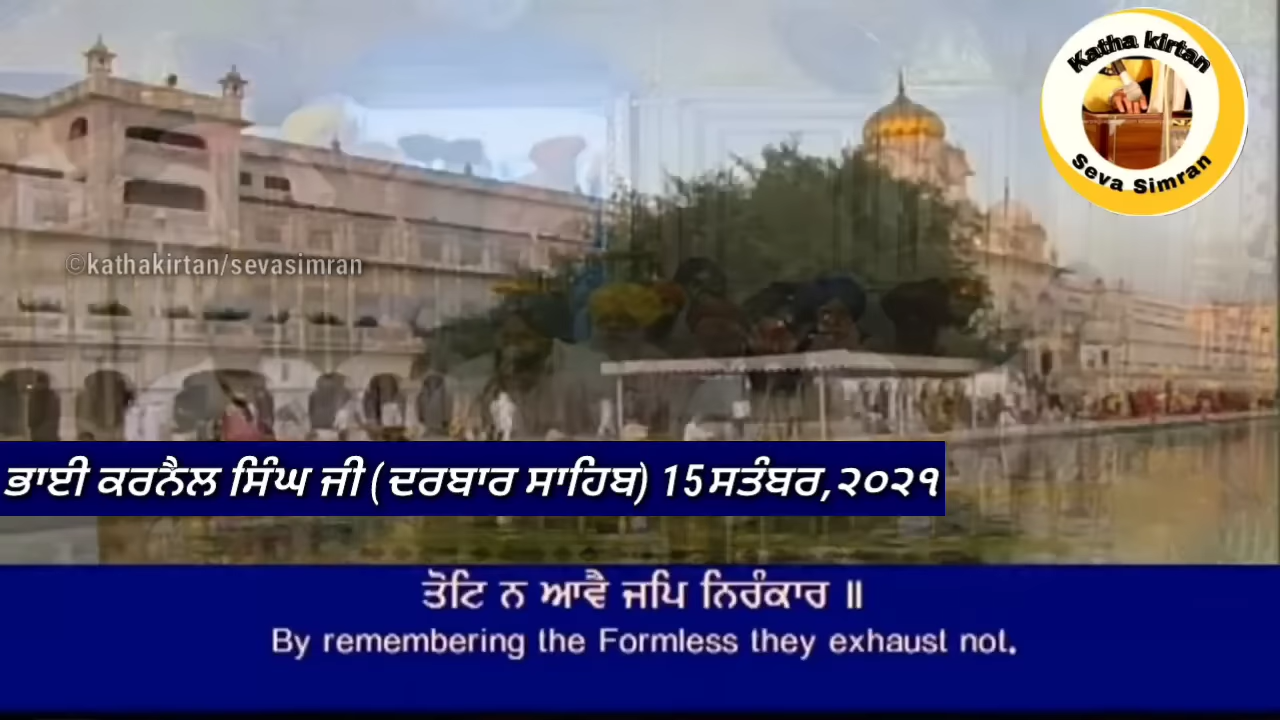 Katha kirtan
Seva Simran
©kathakirtan/sevasimran
ਭਾਈ ਕਰਨੈਲ ਸਿੰਘ ਜੀ (ਦਰਬਾਰ ਸਾਹਿਬ) 15 ਸਤੰਬਰ,੨੦੨੧
ਤੋਟਿ ਨ ਆਵੈ ਜਪਿ ਨਿਰੰਕਾਰ ॥
By remembering the Formless they exhaust not.